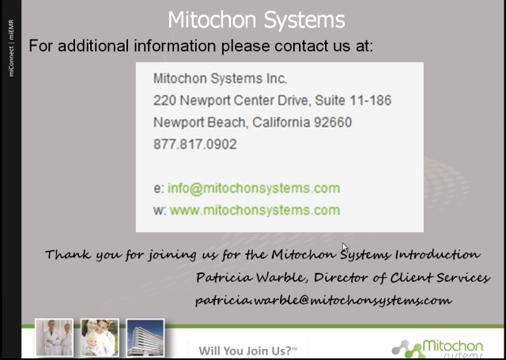 Mitochon Systems
For additional information please contact us at:
Mitochon Systems Inc.
220 Newport Center Drive, Suite 11-186
Newport Beach, California 92660
877.817.0902
e: info@mitochonsystems.com
w: www.mitochonsystems.com
Thank you for joining us for the Mitochon Systems Introduction
Patricia Warble, Director of Client Services
patricia.warble@mitochonsystems.com
miConnect | miEMR
Will You Join Us?™
Mitochon
systems